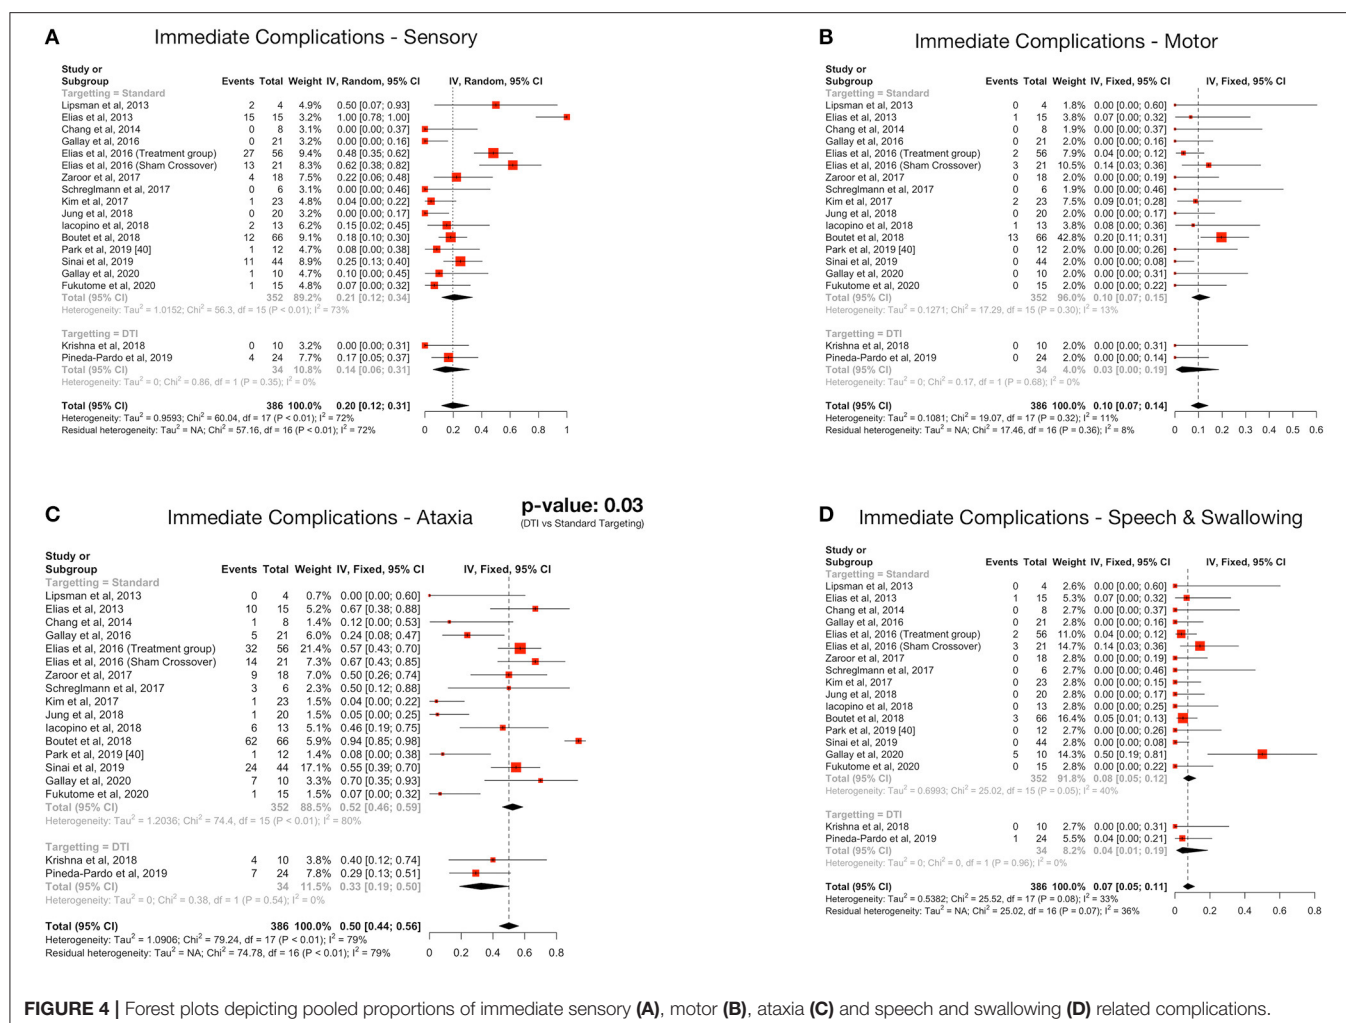 A Immediate Complications - Sensory
Study or
Subgroup Events Total Weight IV, Random, 95% CI IV, Random, 95% CI
Targetting = Standard
Lipsman et al, 2013 2 4 4.9% 0.50 [0.07; 0.93]
Elias et al, 2013 15 15 3.2% 1.00 [0.78; 1.00]
Chang et al, 2014 0 8 3.1% 0.00 [0.00; 0.37]
Gallay et al, 2016 0 21 3.2% 0.00 [0.00; 0.16]
Elias et al, 2016 (Treatment group) 27 56 9.4% 0.48 [0.35; 0.62]
Elias et al, 2016 (Sham Crossover) 13 21 8.3% 0.62 [0.38; 0.82]
Zaroor et al, 2017 4 18 7.8% 0.22 [0.06; 0.48]
Schreglmann et al, 2017 0 6 3.1% 0.00 [0.00; 0.46]
Kim et al, 2017 1 23 4.8% 0.04 [0.00; 0.22]
Jung et al, 2018 0 20 3.2% 0.00 [0.00; 0.17]
Iacopino et al, 2018 2 13 6.2% 0.15 [0.02; 0.45]
Boutet et al, 2018 12 66 9.1% 0.18 [0.10; 0.30]
Park et al, 2019 [40] 1 12 4.7% 0.08 [0.00; 0.38]
Sinai et al, 2019 11 44 8.9% 0.25 [0.13; 0.40]
Gallay et al, 2020 1 10 4.6% 0.10 [0.00; 0.45]
Fukutome et al, 2020 1 15 4.7% 0.07 [0.00; 0.32]
Total (95% CI) 352 89.2% 0.21 [0.12; 0.34]
Heterogeneity: Tau² = 1.0152; Chi² = 56.3, df = 15 (P < 0.01); I² = 73%
Targetting = DTI
Krishna et al, 2018 0 10 3.2% 0.00 [0.00; 0.31]
Pineda-Pardo et al, 2019 4 24 7.7% 0.17 [0.05; 0.37]
Total (95% CI) 34 10.8% 0.14 [0.06; 0.31]
Heterogeneity: Tau² = 0; Chi² = 0.86, df = 1 (P = 0.35); I² = 0%
Total (95% CI) 386 100.0% 0.20 [0.12; 0.31]
Heterogeneity: Tau² = 0.9593; Chi² = 60.04, df = 17 (P < 0.01); I² = 72%
Residual heterogeneity: Tau² = NA; Chi² = 57.16, df = 16 (P < 0.01); I² = 72%
0 0.2 0.4 0.6 0.8 1
B Immediate Complications - Motor
Study or
Subgroup Events Total Weight IV, Fixed, 95% CI IV, Fixed, 95% CI
Targetting = Standard
Lipsman et al, 2013 0 4 1.8% 0.00 [0.00; 0.60]
Elias et al, 2013 1 15 3.8% 0.07 [0.00; 0.32]
Chang et al, 2014 0 8 1.9% 0.00 [0.00; 0.37]
Gallay et al, 2016 0 21 2.0% 0.00 [0.00; 0.16]
Elias et al, 2016 (Treatment group) 2 56 7.9% 0.04 [0.00; 0.12]
Elias et al, 2016 (Sham Crossover) 3 21 10.5% 0.14 [0.03; 0.36]
Zaroor et al, 2017 0 18 2.0% 0.00 [0.00; 0.19]
Schreglmann et al, 2017 0 6 1.9% 0.00 [0.00; 0.46]
Kim et al, 2017 2 23 7.4% 0.09 [0.01; 0.28]
Jung et al, 2018 0 20 2.0% 0.00 [0.00; 0.17]
Iacopino et al, 2018 1 13 3.8% 0.08 [0.00; 0.36]
Boutet et al, 2018 13 66 42.8% 0.20 [0.11; 0.31]
Park et al, 2019 [40] 0 12 2.0% 0.00 [0.00; 0.26]
Sinai et al, 2019 0 44 2.0% 0.00 [0.00; 0.08]
Gallay et al, 2020 0 10 2.0% 0.00 [0.00; 0.31]
Fukutome et al, 2020 0 15 2.0% 0.00 [0.00; 0.22]
Total (95% CI) 352 96.0% 0.10 [0.07; 0.15]
Heterogeneity: Tau² = 0.1271; Chi² = 17.29, df = 15 (P = 0.30); I² = 13%
Targetting = DTI
Krishna et al, 2018 0 10 2.0% 0.00 [0.00; 0.31]
Pineda-Pardo et al, 2019 0 24 2.0% 0.00 [0.00; 0.14]
Total (95% CI) 34 4.0% 0.03 [0.00; 0.19]
Heterogeneity: Tau² = 0; Chi² = 0.17, df = 1 (P = 0.68); I² = 0%
Total (95% CI) 386 100.0% 0.10 [0.07; 0.14]
Heterogeneity: Tau² = 0.1081; Chi² = 19.07, df = 17 (P = 0.32); I² = 11%
Residual heterogeneity: Tau² = NA; Chi² = 17.46, df = 16 (P = 0.36); I² = 8%
0 0.1 0.2 0.3 0.4 0.5 0.6
C Immediate Complications - Ataxia
p-value: 0.03
(DTI vs Standard Targeting)
Study or
Subgroup Events Total Weight IV, Fixed, 95% CI IV, Fixed, 95% CI
Targetting = Standard
Lipsman et al, 2013 0 4 0.7% 0.00 [0.00; 0.60]
Elias et al, 2013 10 15 5.2% 0.67 [0.38; 0.88]
Chang et al, 2014 1 8 1.4% 0.12 [0.00; 0.53]
Gallay et al, 2016 5 21 6.0% 0.24 [0.08; 0.47]
Elias et al, 2016 (Treatment group) 32 56 21.4% 0.57 [0.43; 0.70]
Elias et al, 2016 (Sham Crossover) 14 21 7.3% 0.67 [0.43; 0.85]
Zaroor et al, 2017 9 18 7.0% 0.50 [0.26; 0.74]
Schreglmann et al, 2017 3 6 2.3% 0.50 [0.12; 0.88]
Kim et al, 2017 1 23 1.5% 0.04 [0.00; 0.22]
Jung et al, 2018 1 20 1.5% 0.05 [0.00; 0.25]
Iacopino et al, 2018 6 13 5.1% 0.46 [0.19; 0.75]
Boutet et al, 2018 62 66 5.9% 0.94 [0.85; 0.98]
Park et al, 2019 [40] 1 12 1.4% 0.08 [0.00; 0.38]
Sinai et al, 2019 24 44 17.1% 0.55 [0.39; 0.70]
Gallay et al, 2020 7 10 3.3% 0.70 [0.35; 0.93]
Fukutome et al, 2020 1 15 1.5% 0.07 [0.00; 0.32]
Total (95% CI) 352 88.5% 0.52 [0.46; 0.59]
Heterogeneity: Tau² = 1.2036; Chi² = 74.4, df = 15 (P < 0.01); I² = 80%
Targetting = DTI
Krishna et al, 2018 4 10 3.8% 0.40 [0.12; 0.74]
Pineda-Pardo et al, 2019 7 24 7.8% 0.29 [0.13; 0.51]
Total (95% CI) 34 11.5% 0.33 [0.19; 0.50]
Heterogeneity: Tau² = 0; Chi² = 0.38, df = 1 (P = 0.54); I² = 0%
Total (95% CI) 386 100.0% 0.50 [0.44; 0.56]
Heterogeneity: Tau² = 1.0906; Chi² = 79.24, df = 17 (P < 0.01); I² = 79%
Residual heterogeneity: Tau² = NA; Chi² = 74.78, df = 16 (P < 0.01); I² = 79%
0 0.2 0.4 0.6 0.8
D Immediate Complications - Speech & Swallowing
Study or
Subgroup Events Total Weight IV, Fixed, 95% CI IV, Fixed, 95% CI
Targetting = Standard
Lipsman et al, 2013 0 4 2.6% 0.00 [0.00; 0.60]
Elias et al, 2013 1 15 5.3% 0.07 [0.00; 0.32]
Chang et al, 2014 0 8 2.7% 0.00 [0.00; 0.37]
Gallay et al, 2016 0 21 2.8% 0.00 [0.00; 0.16]
Elias et al, 2016 (Treatment group) 2 56 11.0% 0.04 [0.00; 0.12]
Elias et al, 2016 (Sham Crossover) 3 21 14.7% 0.14 [0.03; 0.36]
Zaroor et al, 2017 0 18 2.8% 0.00 [0.00; 0.19]
Schreglmann et al, 2017 0 6 2.7% 0.00 [0.00; 0.46]
Kim et al, 2017 0 23 2.8% 0.00 [0.00; 0.15]
Jung et al, 2018 0 20 2.8% 0.00 [0.00; 0.17]
Iacopino et al, 2018 0 13 2.8% 0.00 [0.00; 0.25]
Boutet et al, 2018 3 66 16.4% 0.05 [0.01; 0.13]
Park et al, 2019 [40] 0 12 2.8% 0.00 [0.00; 0.26]
Sinai et al, 2019 0 44 2.8% 0.00 [0.00; 0.08]
Gallay et al, 2020 5 10 14.3% 0.50 [0.19; 0.81]
Fukutome et al, 2020 0 15 2.8% 0.00 [0.00; 0.22]
Total (95% CI) 352 91.8% 0.08 [0.05; 0.12]
Heterogeneity: Tau² = 0.6993; Chi² = 25.02, df = 15 (P = 0.05); I² = 40%
Targetting = DTI
Krishna et al, 2018 0 10 2.7% 0.00 [0.00; 0.31]
Pineda-Pardo et al, 2019 1 24 5.5% 0.04 [0.00; 0.21]
Total (95% CI) 34 8.2% 0.04 [0.01; 0.19]
Heterogeneity: Tau² = 0; Chi² = 0, df = 1 (P = 0.96); I² = 0%
Total (95% CI) 386 100.0% 0.07 [0.05; 0.11]
Heterogeneity: Tau² = 0.5382; Chi² = 25.52, df = 17 (P = 0.08); I² = 33%
Residual heterogeneity: Tau² = NA; Chi² = 25.02, df = 16 (P = 0.07); I² = 36%
0 0.2 0.4 0.6 0.8
FIGURE 4 | Forest plots depicting pooled proportions of immediate sensory (A), motor (B), ataxia (C) and speech and swallowing (D) related complications.